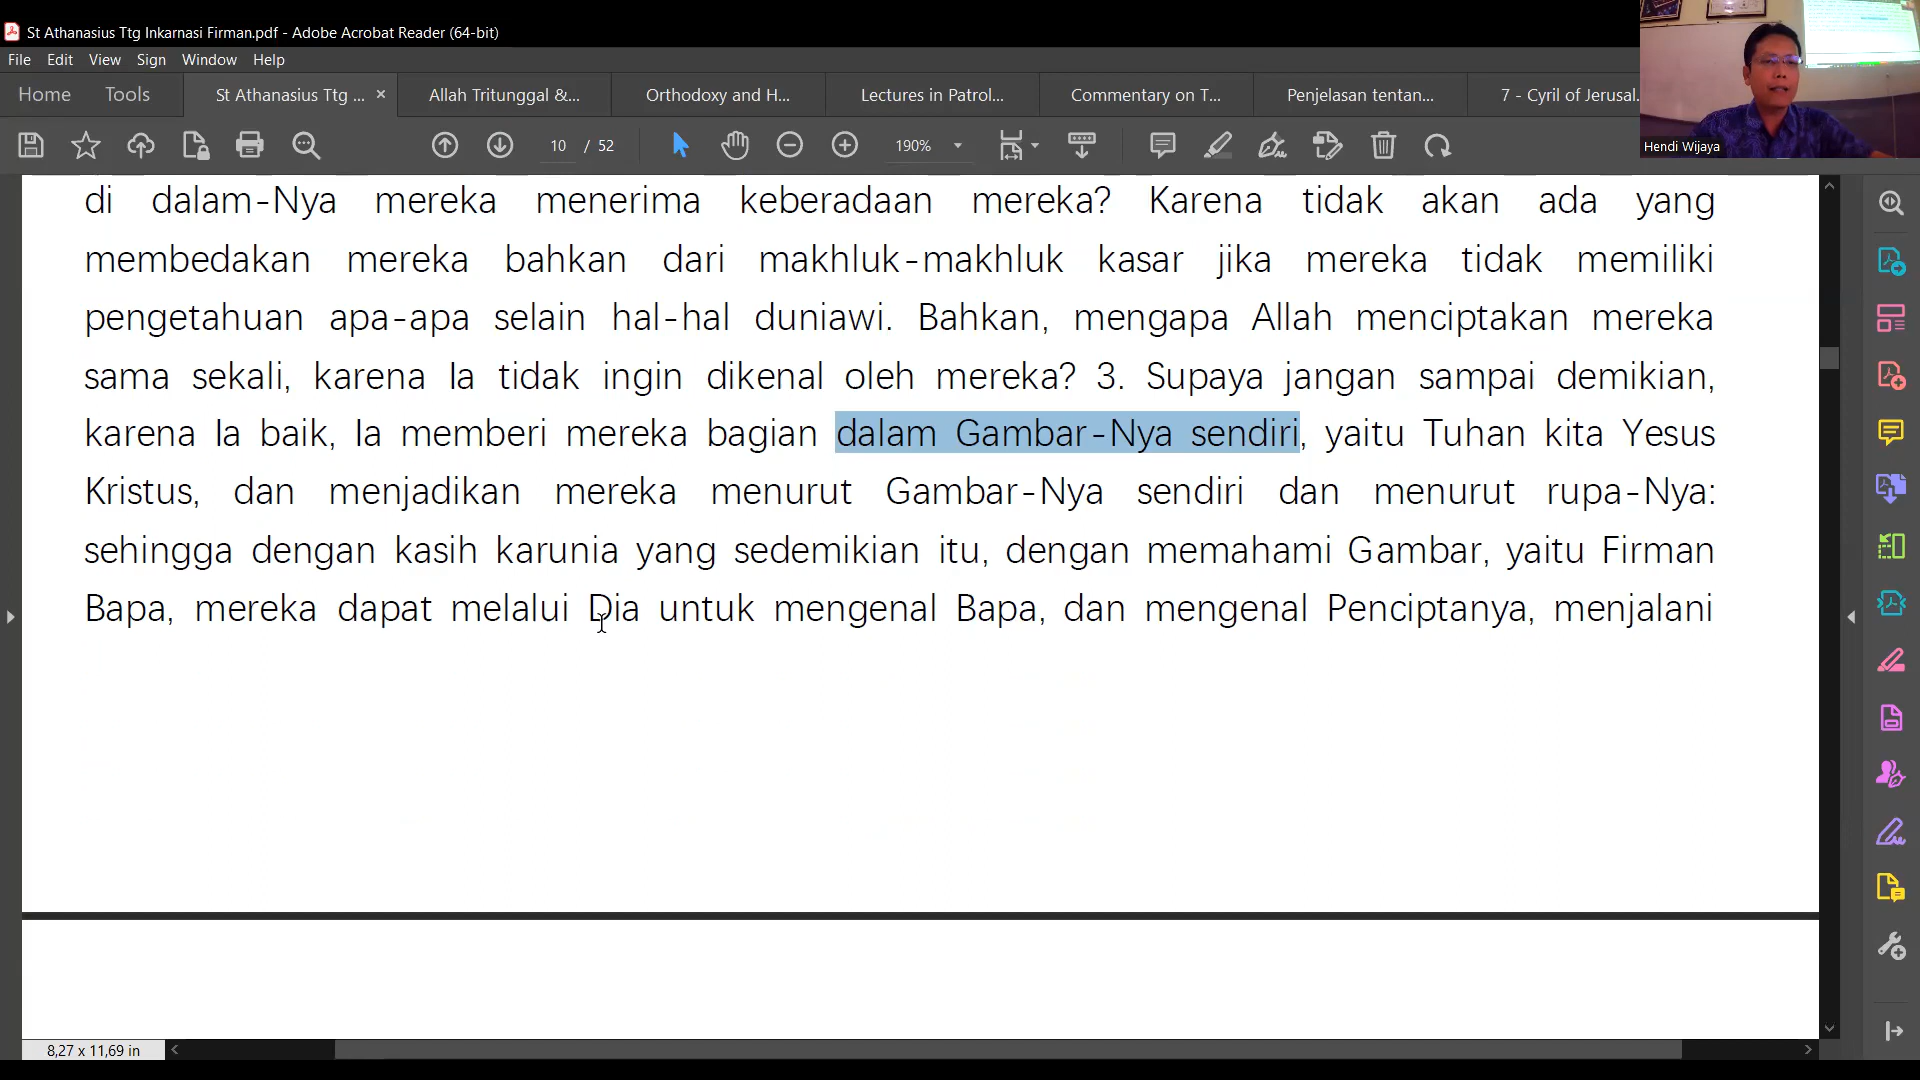 St Athanasius Ttg Inkarnasi Firman.pdf - Adobe Acrobat Reader (64-bit)
File Edit View Sign Window Help
Home Tools St Athanasius Ttg ... × Allah Tritunggal &... Orthodoxy and H... Lectures in Patrol... Commentary on T... Penjelasan tentan... 7 - Cyril of Jerusal.
10 / 52 190%
Hendi Wijaya
di dalam-Nya mereka menerima keberadaan mereka? Karena tidak akan ada yang
membedakan mereka bahkan dari makhluk-makhluk kasar jika mereka tidak memiliki
pengetahuan apa-apa selain hal-hal duniawi. Bahkan, mengapa Allah menciptakan mereka
sama sekali, karena Ia tidak ingin dikenal oleh mereka? 3. Supaya jangan sampai demikian,
karena Ia baik, Ia memberi mereka bagian dalam Gambar-Nya sendiri, yaitu Tuhan kita Yesus
Kristus, dan menjadikan mereka menurut Gambar-Nya sendiri dan menurut rupa-Nya:
sehingga dengan kasih karunia yang sedemikian itu, dengan memahami Gambar, yaitu Firman
Bapa, mereka dapat melalui Dia untuk mengenal Bapa, dan mengenal Penciptanya, menjalani
8,27 x 11,69 in